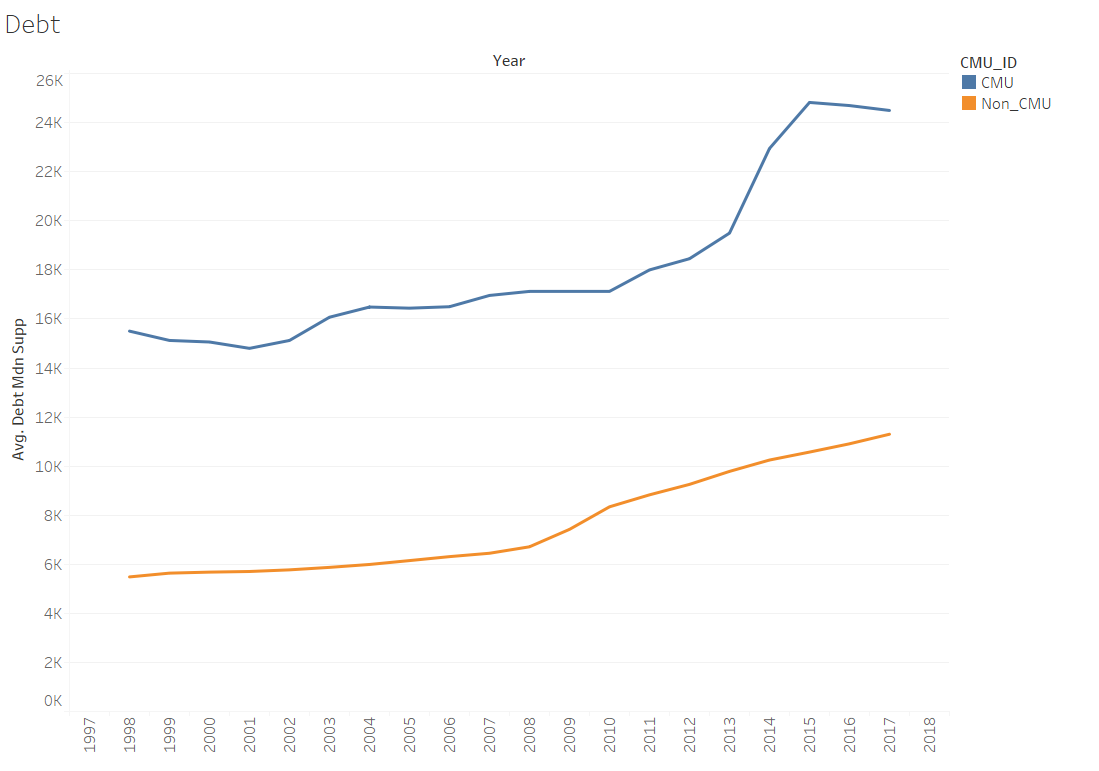 Debt
Year
CMU_ID
CMU
Non_CMU
26K
24K
22K
20K
18K
16K
14K
12K
10K
8K
6K
4K
2K
0K
Avg. Debt Mdn Supp
1997
1998
1999
2000
2001
2002
2003
2004
2005
2006
2007
2008
2009
2010
2011
2012
2013
2014
2015
2016
2017
2018